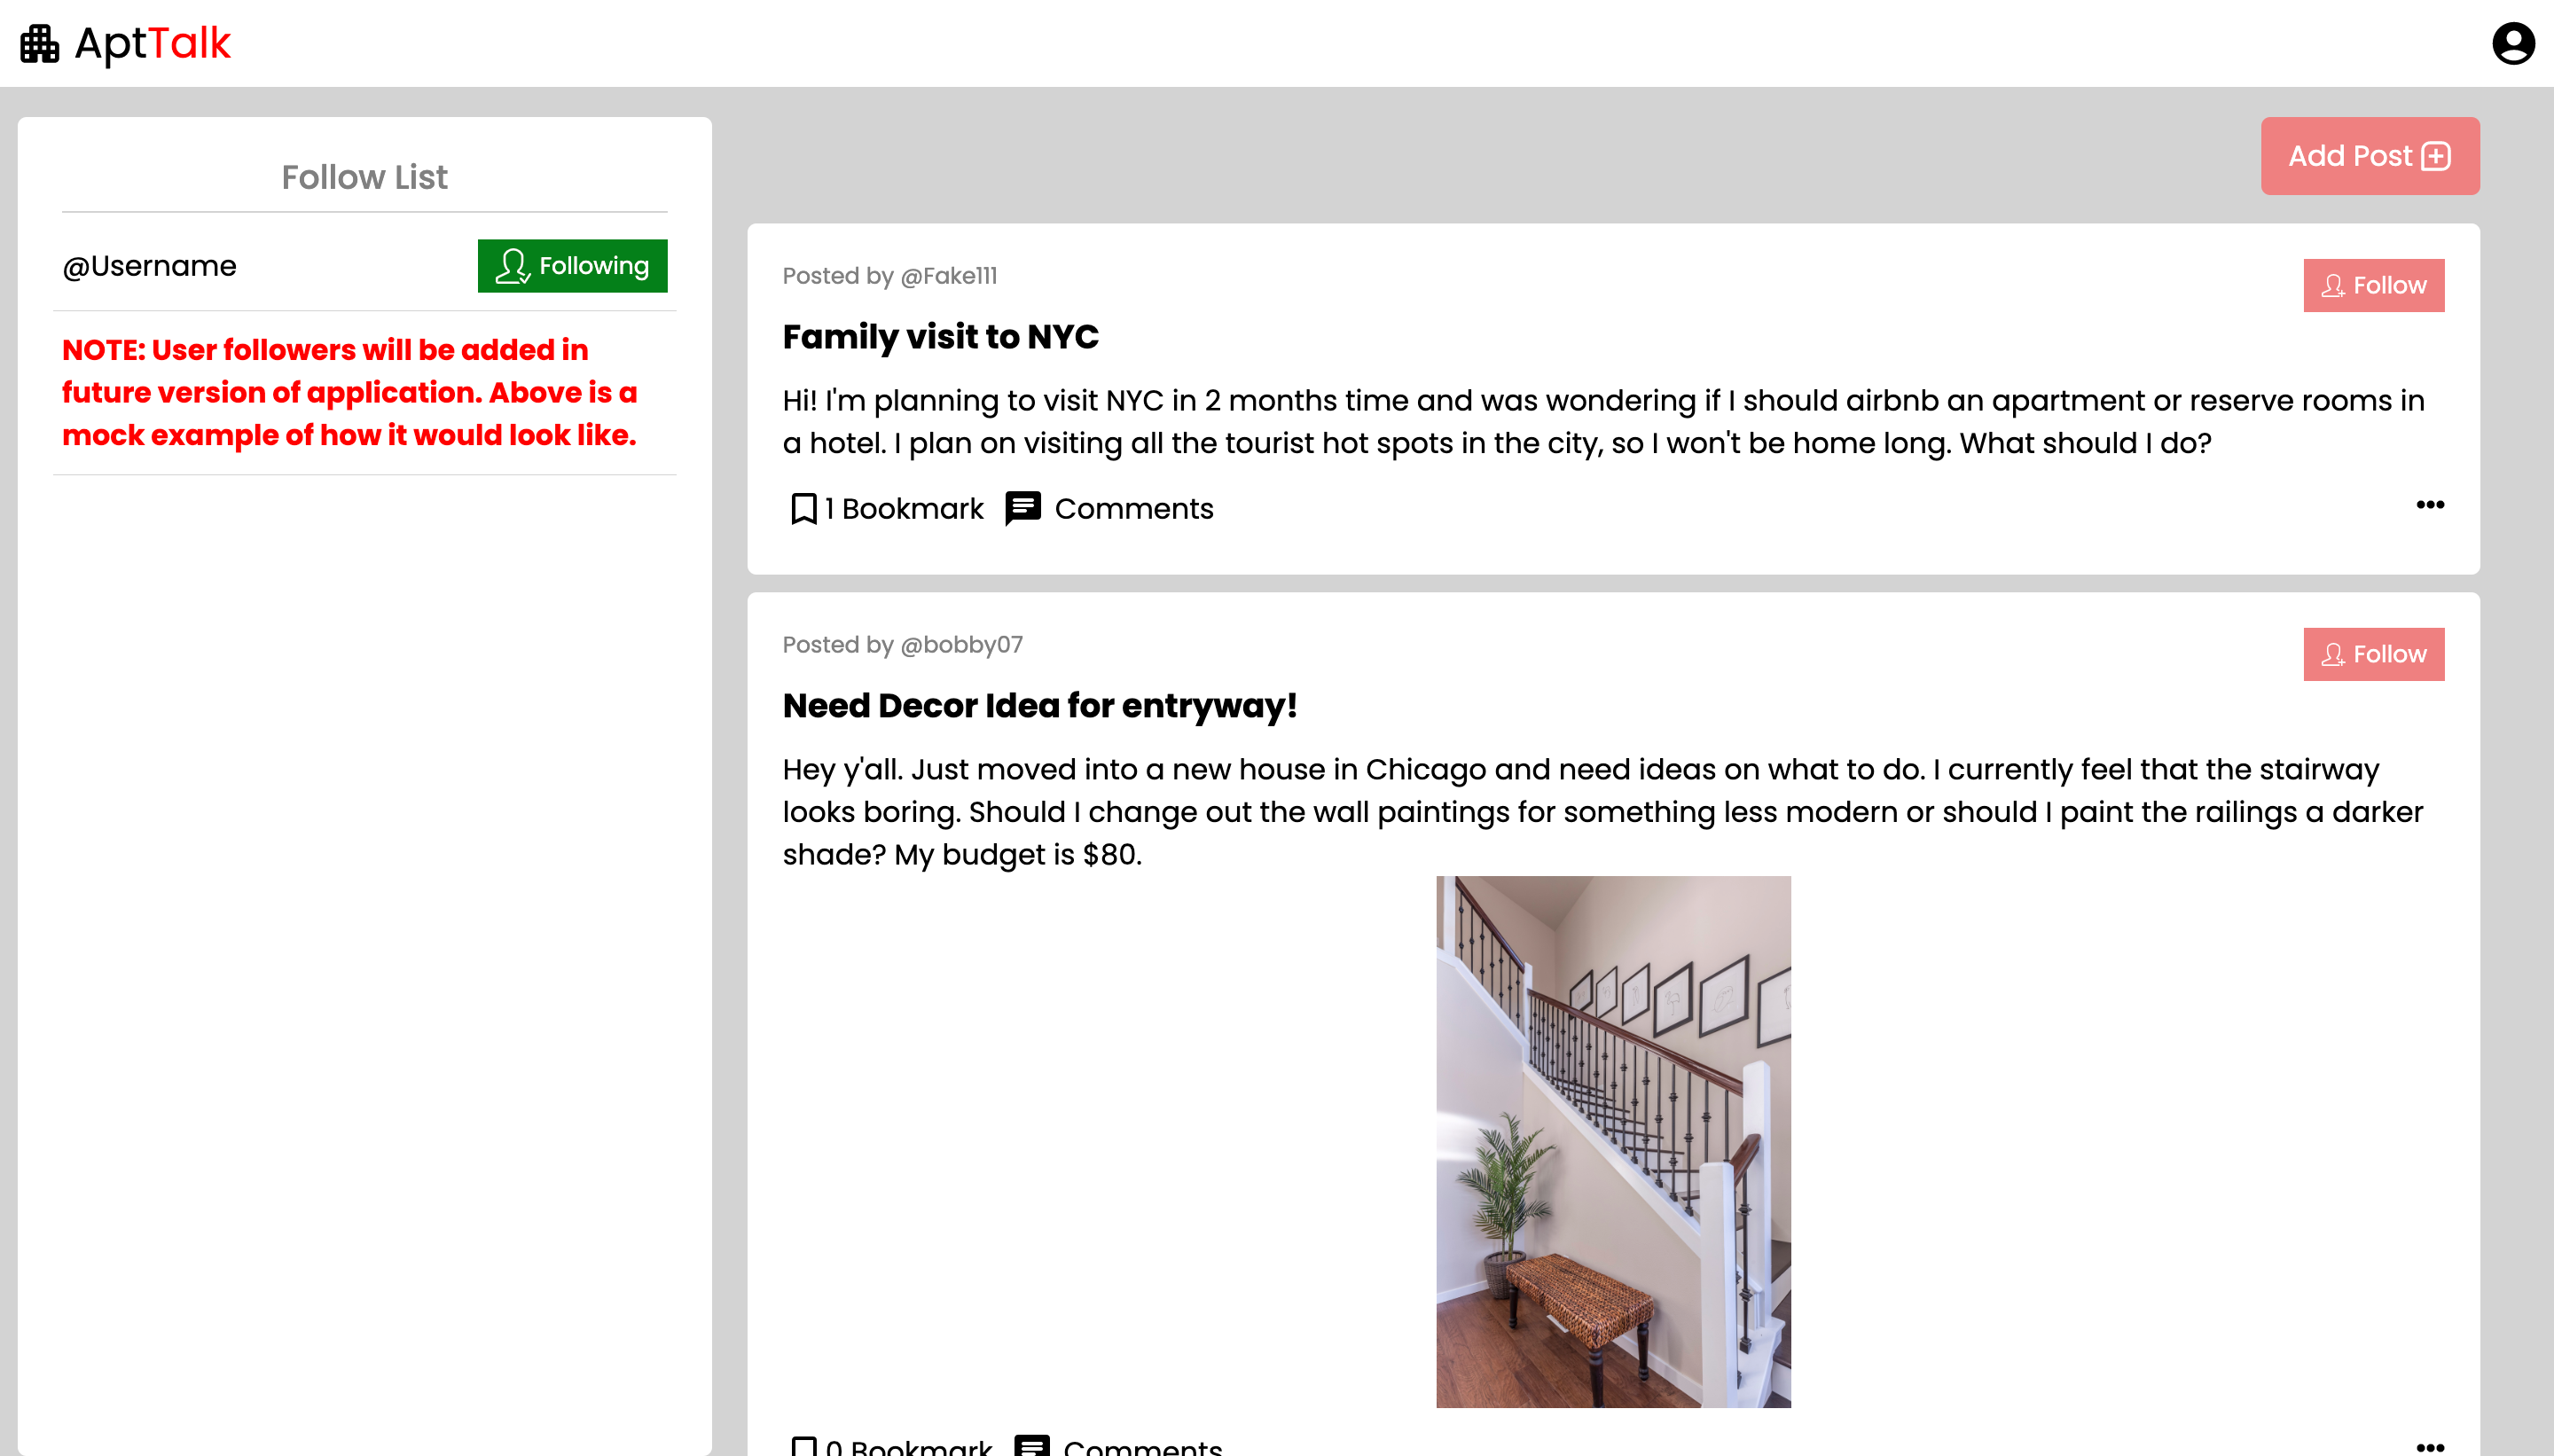 AptTalk
Follow List
@Username
Following
NOTE: User followers will be added in
future version of application. Above is a
mock example of how it would look like.
Add Post
Posted by @Fake111
Follow
Family visit to NYC
Hi! I'm planning to visit NYC in 2 months time and was wondering if I should airbnb an apartment or reserve rooms in
a hotel. I plan on visiting all the tourist hot spots in the city, so I won't be home long. What should I do?
1 Bookmark Comments
Posted by @bobby07
Follow
Need Decor Idea for entryway!
Hey y'all. Just moved into a new house in Chicago and need ideas on what to do. I currently feel that the stairway
looks boring. Should I change out the wall paintings for something less modern or should I paint the railings a darker
shade? My budget is $80.
0 Bookmark Comments